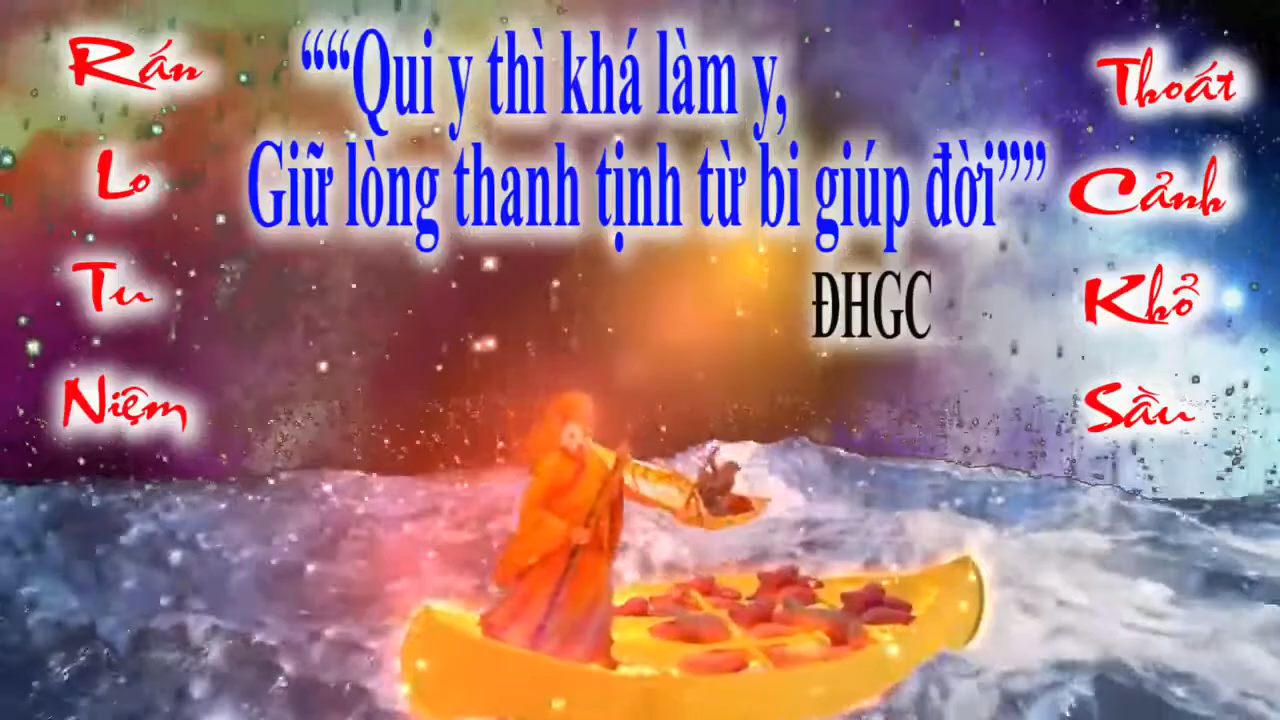 Rấn
Lo
Tu
Niệm
““Qui y thì khá làm y,
Giữ lòng thanh tịnh từ bi giúp đời””
ĐHGC
Thoát
Cảnh
Khổ
Sầu